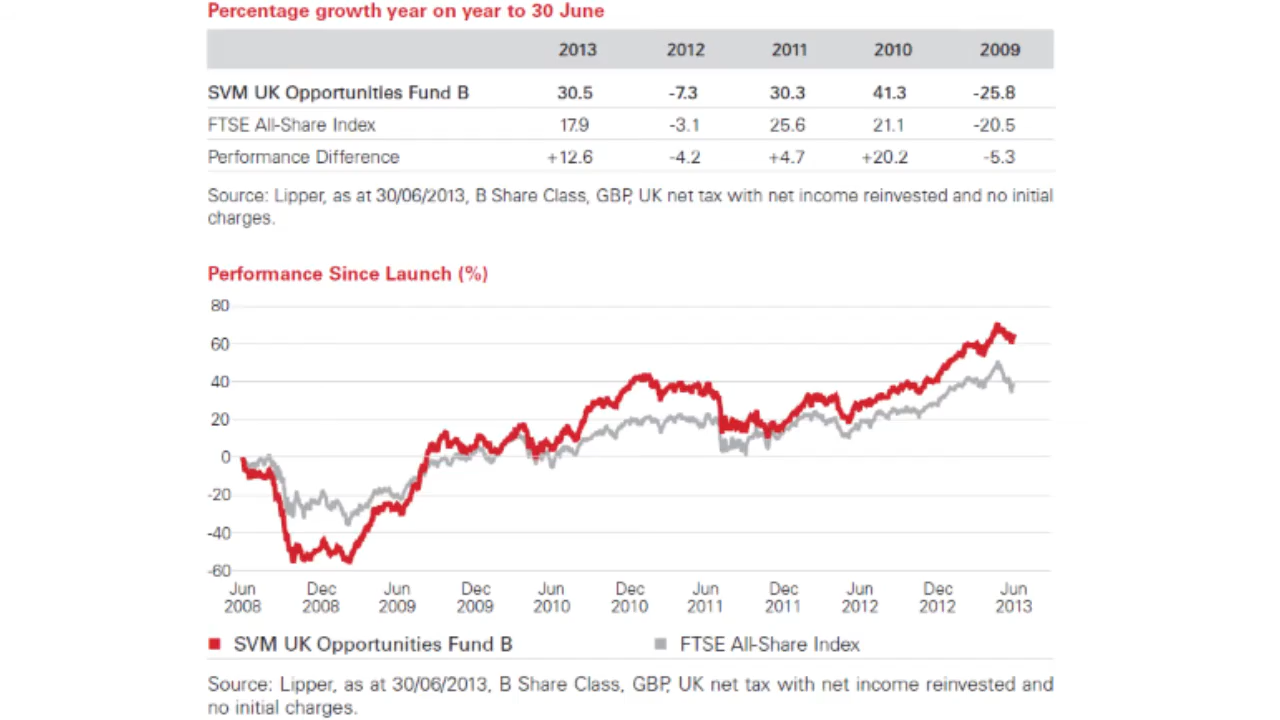 Percentage growth year on year to 30 June
2013 2012 2011 2010 2009
SVM UK Opportunities Fund B 30.5 -7.3 30.3 41.3 -25.8
FTSE All-Share Index 17.9 -3.1 25.6 21.1 -20.5
Performance Difference +12.6 -4.2 +4.7 +20.2 -5.3
Source: Lipper, as at 30/06/2013, B Share Class, GBP, UK net tax with net income reinvested and no initial
charges.
Performance Since Launch (%)
80
60
40
20
0
-20
-40
-60
Jun Dec Jun Dec Jun Dec Jun Dec Jun Dec Jun
2008 2008 2009 2009 2010 2010 2011 2011 2012 2012 2013
SVM UK Opportunities Fund B FTSE All-Share Index
Source: Lipper, as at 30/06/2013, B Share Class, GBP, UK net tax with net income reinvested and
no initial charges.